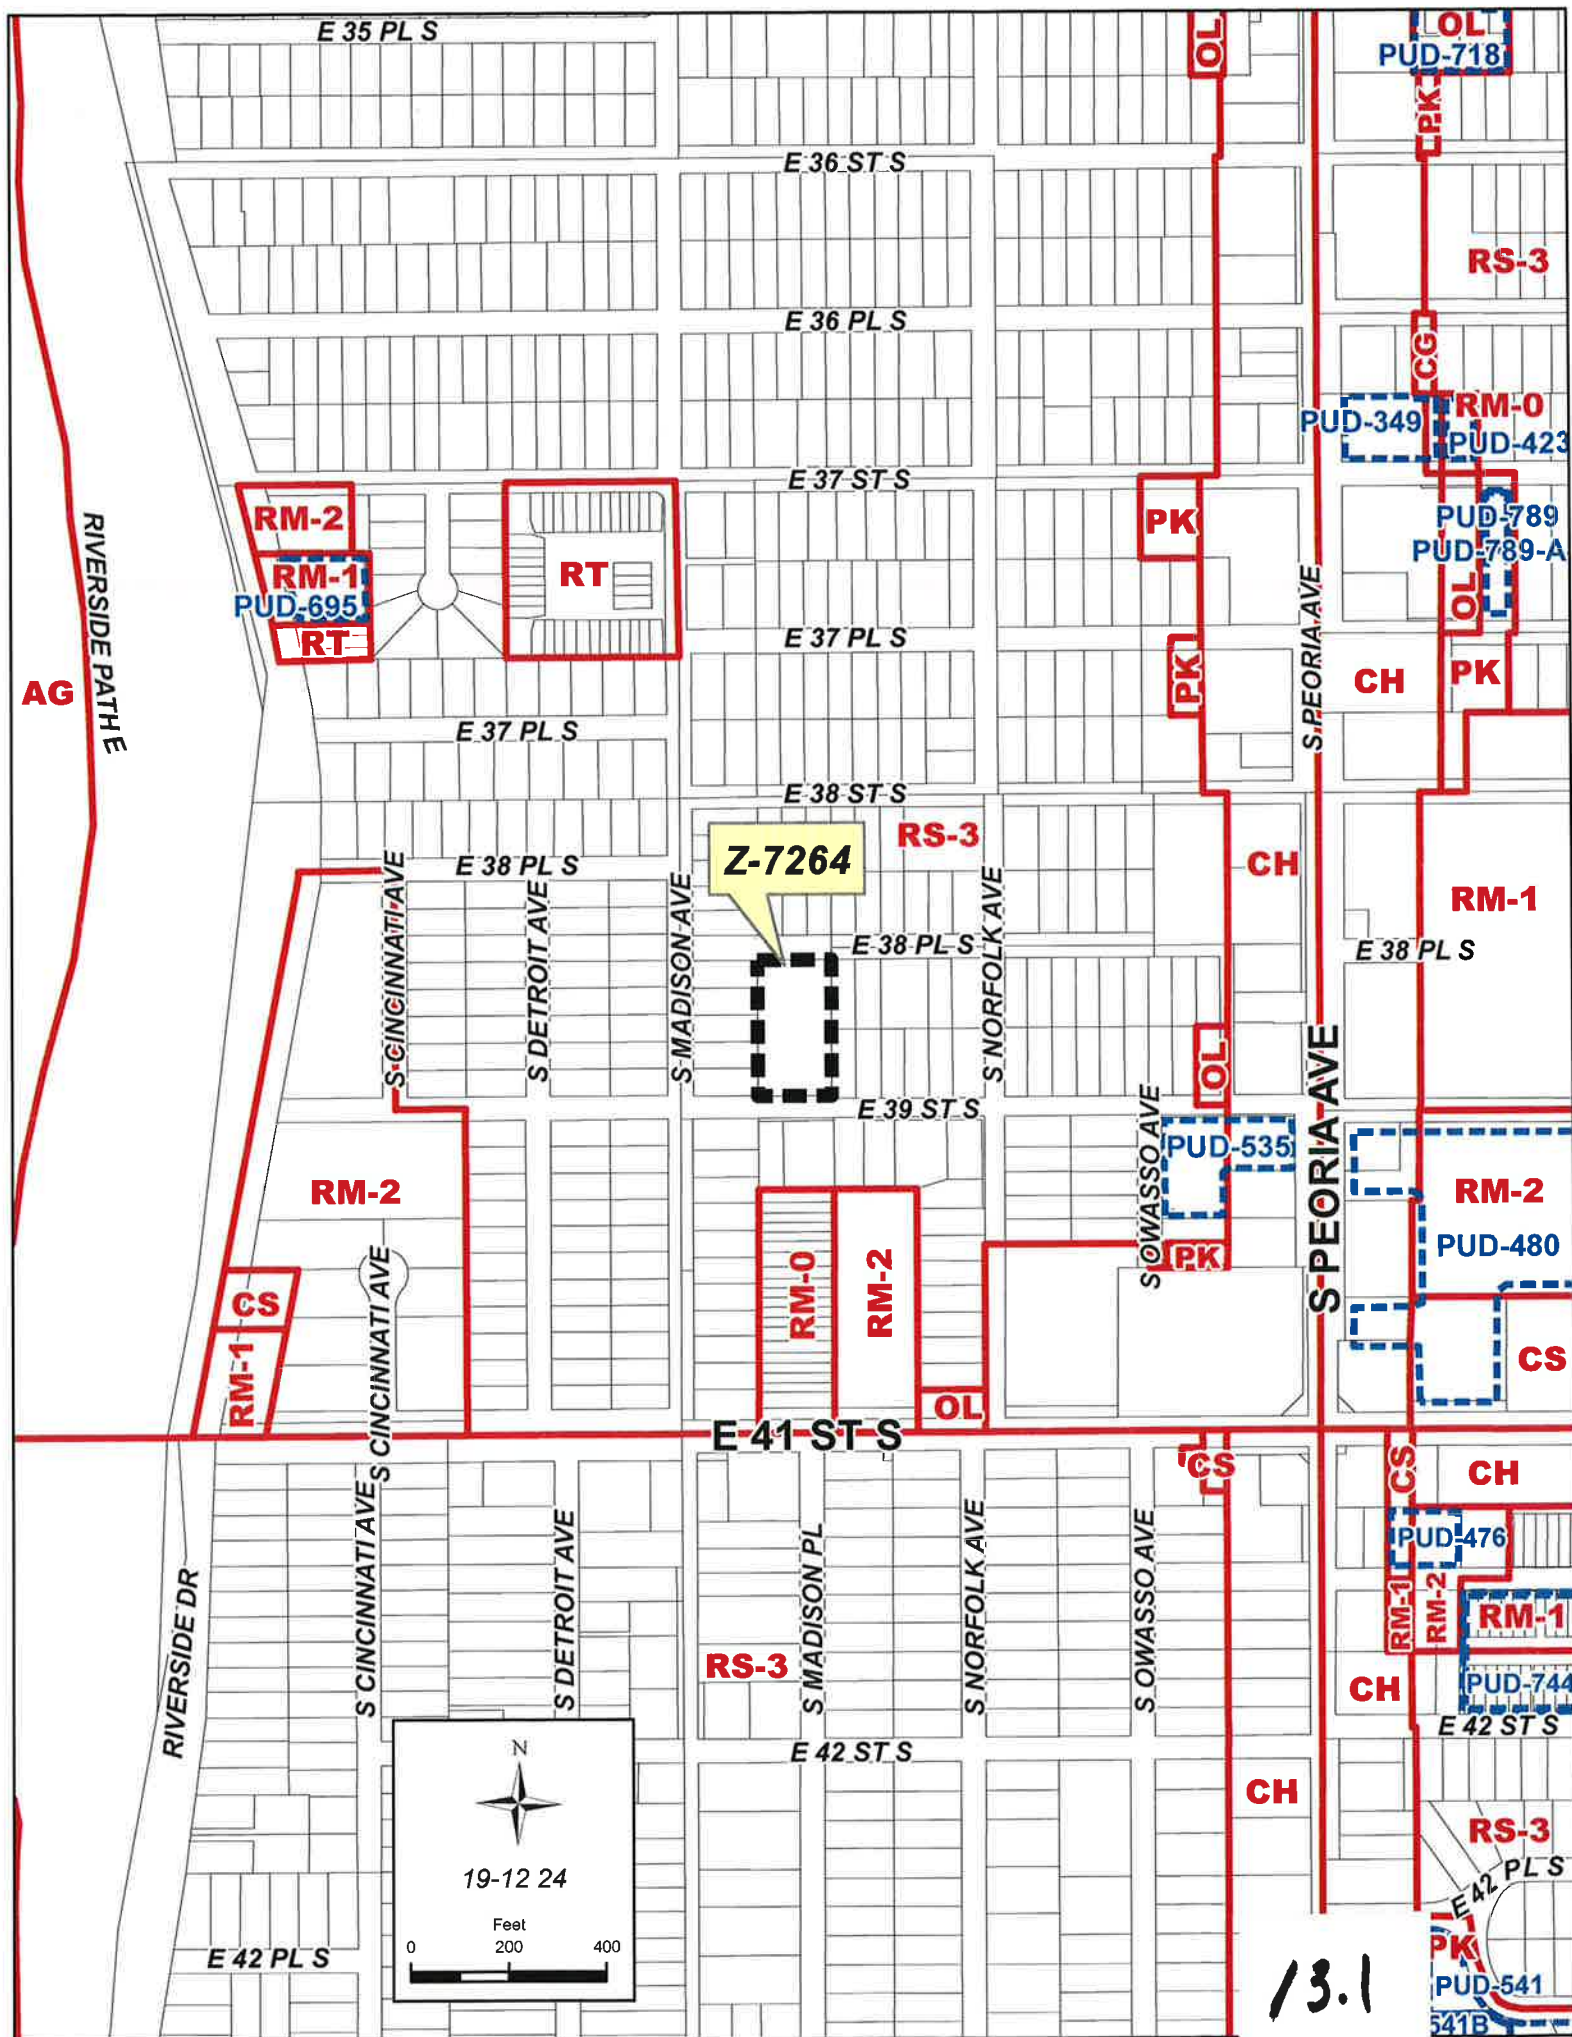 E 35 PL S
OL
OL
PUD-718
PK
E 36 ST S
RS-3
E 36 PL S
CG
RM-0
PUD-349
PUD-423
E 37 ST S
RM-2
PK
PUD-789
PUD-789-A
RIVERSIDE PATH E
RM-1
PUD-695
RT
OL
S PEORIA AVE
RT
E 37 PL S
PK
CH
PK
AG
E 37 PL S
E 38 ST S
RS-3
Z-7264
CH
E 38 PL S
S CINCINNATI AVE
S DETROIT AVE
S MADISON AVE
S NORFOLK AVE
RM-1
E 38 PL S
E 38 PL S
OL
E 39 ST S
S OWASSO AVE
PUD-535
S PEORIA AVE
RM-2
RM-2
PUD-480
PK
S CINCINNATI AVE
RM-0
RM-2
CS
RM-1
CS
OL
E 41 ST S
CS
CS
CH
S CINCINNATI AVE
S DETROIT AVE
S MADISON PL
S NORFOLK AVE
S OWASSO AVE
PUD-476
RM-1
RM-2
RM-1
RIVERSIDE DR
RS-3
CH
PUD-744
E 42 ST S
E 42 ST S
N
CH
RS-3
19-12 24
E 42 PL S
Feet
0 200 400
E 42 PL S
PK
13.1
PUD-541
541B